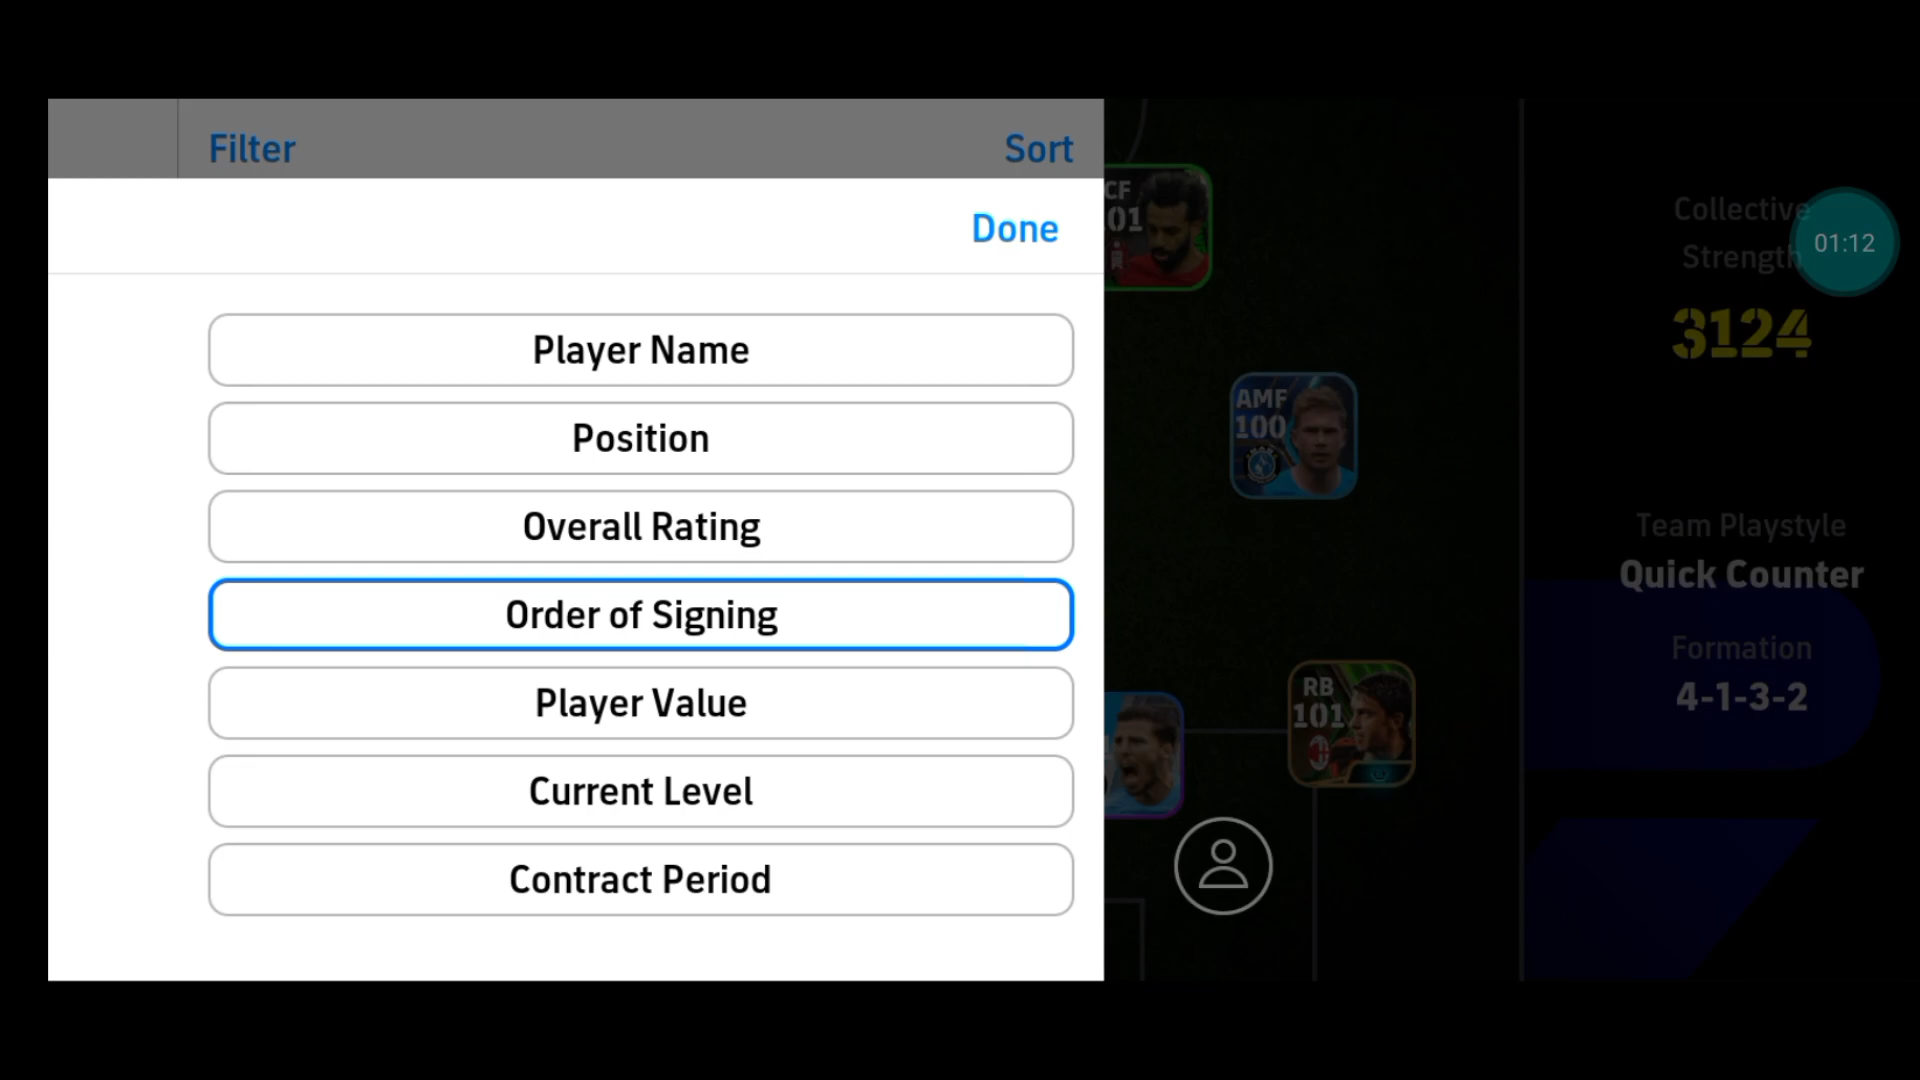 Filter
Sort
Done
Player Name
Position
Overall Rating
Order of Signing
Player Value
Current Level
Contract Period
CF
101
AMF
100
RB
101
Collective
Strength
01:12
3124
Team Playstyle
Quick Counter
Formation
4-1-3-2